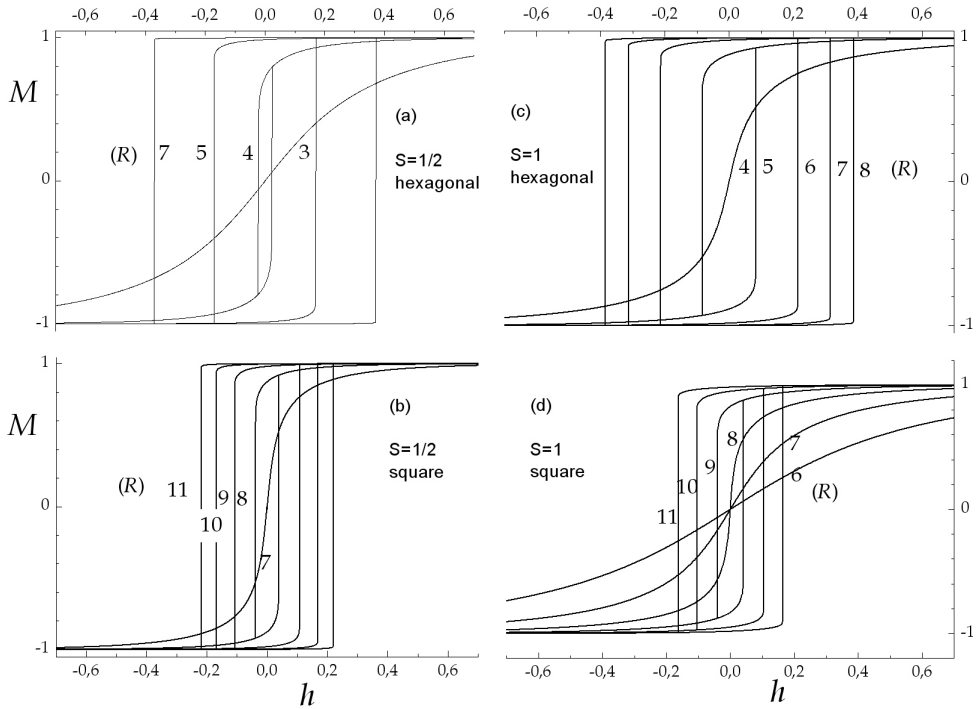 -0,6 -0,4 -0,2 0,0 0,2 0,4 0,6
-0,6 -0,4 -0,2 0,0 0,2 0,4 0,6
1
M
0
-1
(R) 7 5 4 3
(a)
S=1/2
hexagonal
(c)
S=1
hexagonal
4 5 6 7 8 (R)
1
0
-1
1
M
0
-1
(R) 11 10 9 8 7
(b)
S=1/2
square
(d)
S=1
square
11 10 9 8 7 6
(R)
1
0
-1
-0,6 -0,4 -0,2 0,0 0,2 0,4 0,6
h
-0,6 -0,4 -0,2 0,0 0,2 0,4 0,6
h